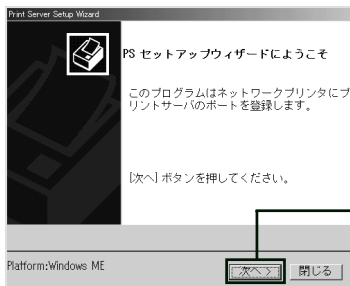 Print Server Setup Wizard
PS セットアップウィザードにようこそ
このプログラムはネットワークプリンタにプ
リントサーバのポートを登録します。
[次へ] ボタンを押してください。
Platform:Windows ME
次へ >
閉じる